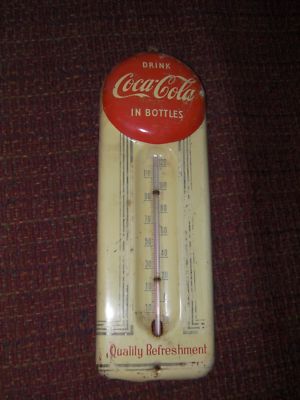 DRINK
Coca-Cola
IN BOTTLES
Quality Refreshment